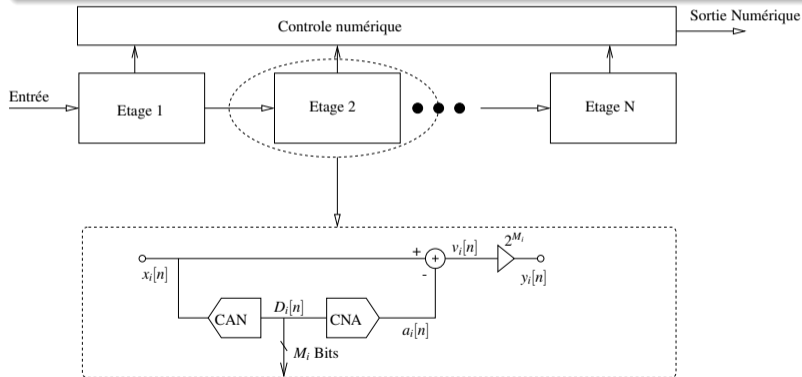 Controle numérique
Sortie Numérique
Entrée
Etage 1
Etage 2
Etage N
x_i[n]
+
+
-
v_i[n]
2^{M_i}
y_i[n]
CAN
D_i[n]
CNA
a_i[n]
M_i Bits